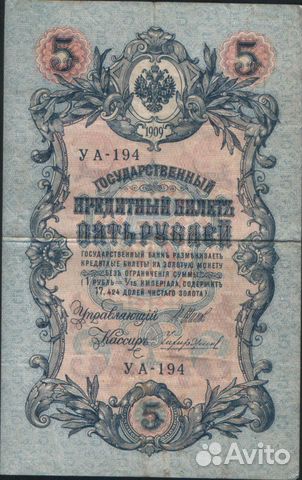 5 5
1909
УА-194
ГОСУДАРСТВЕННЫЙ
КРЕДИТНЫЙ БИЛЕТЪ
ПЯТЬ РУБЛЕЙ
ГОСУДАРСТВЕННЫЙ БАНКЪ РАЗМѢНИВАЕТЪ
КРЕДИТНЫЕ БИЛЕТЫ НА ЗОЛОТУЮ МОНЕТУ
БЕЗЪ ОГРАНИЧЕНІЯ СУММЫ
(1 РУБЛЬ = 1/15 ИМПЕРІАЛА, СОДЕРЖИТЪ
17,424 ДОЛЕЙ ЧИСТАГО ЗОЛОТА)
Управляющій
Кассиръ
УА-194
5
Avito